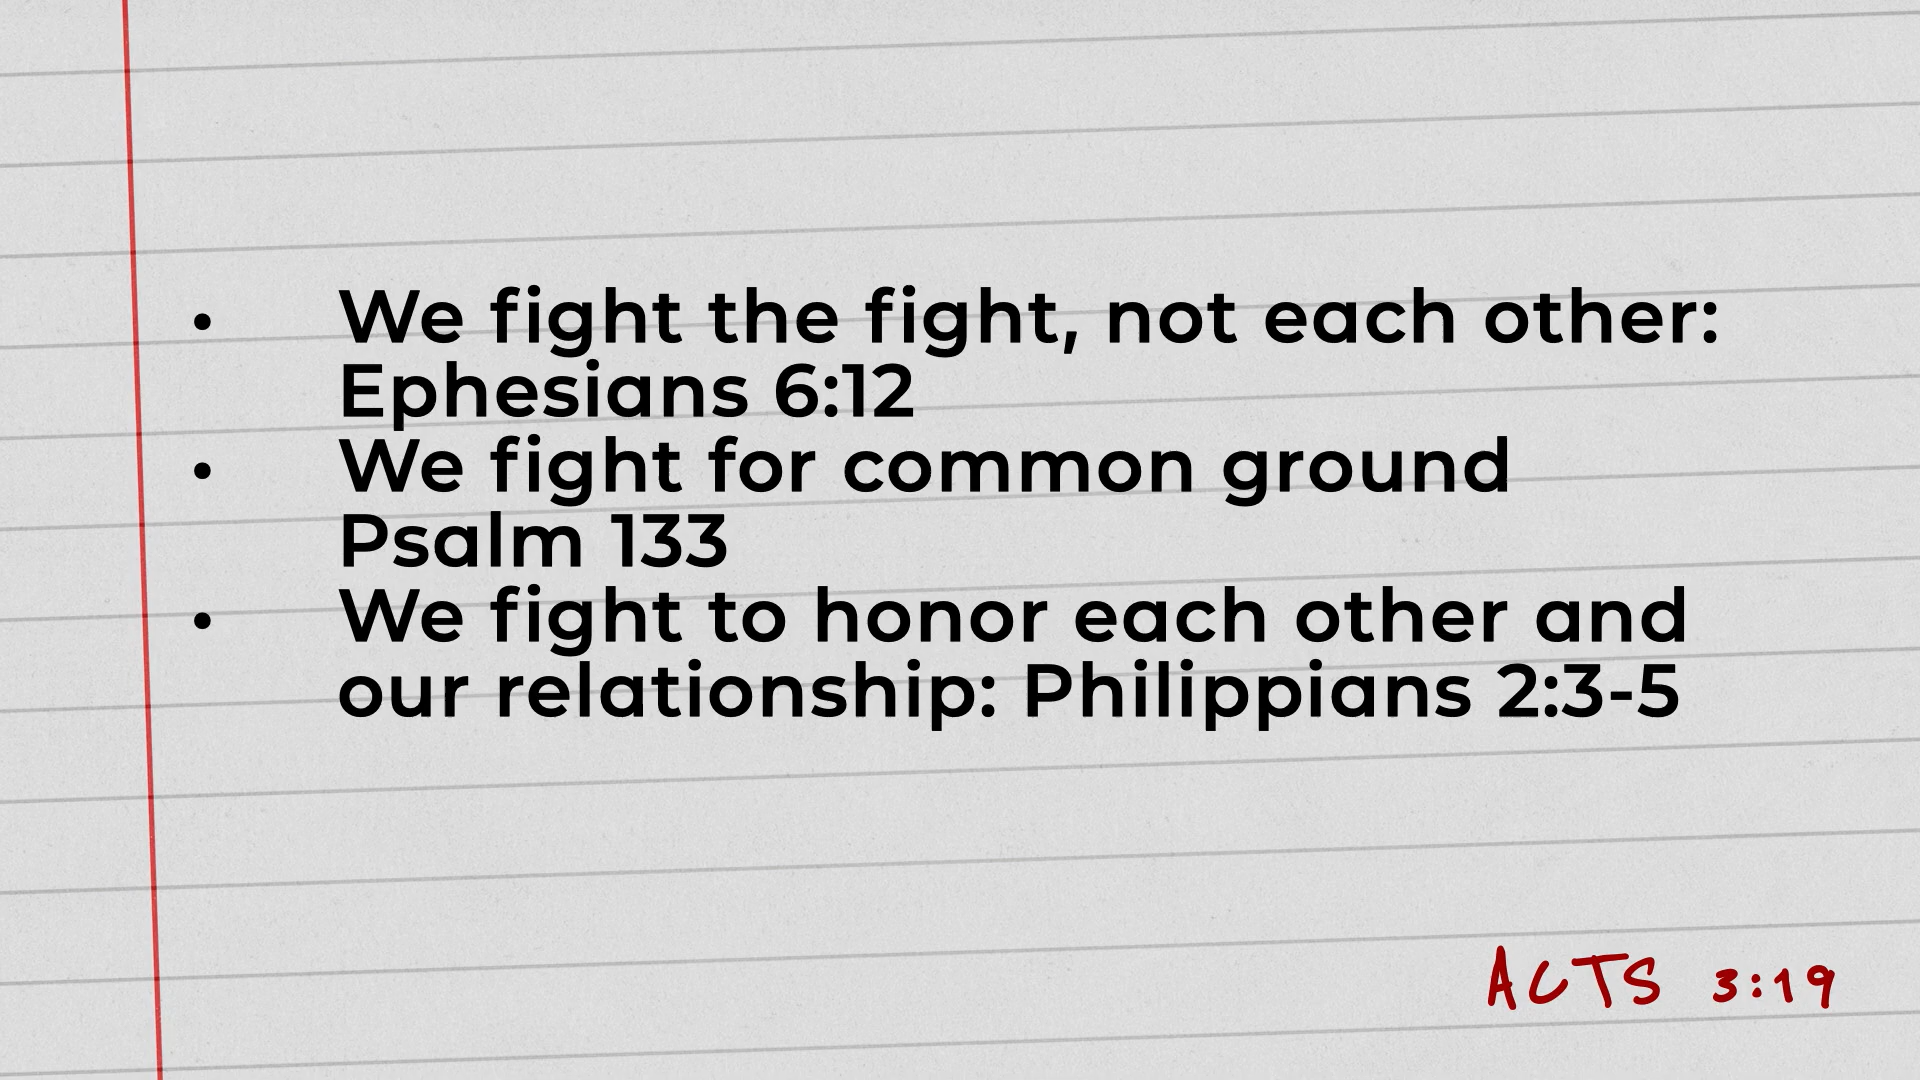 • We fight the fight, not each other:
Ephesians 6:12
• We fight for common ground
Psalm 133
• We fight to honor each other and
our relationship: Philippians 2:3-5
ACTS 3:19